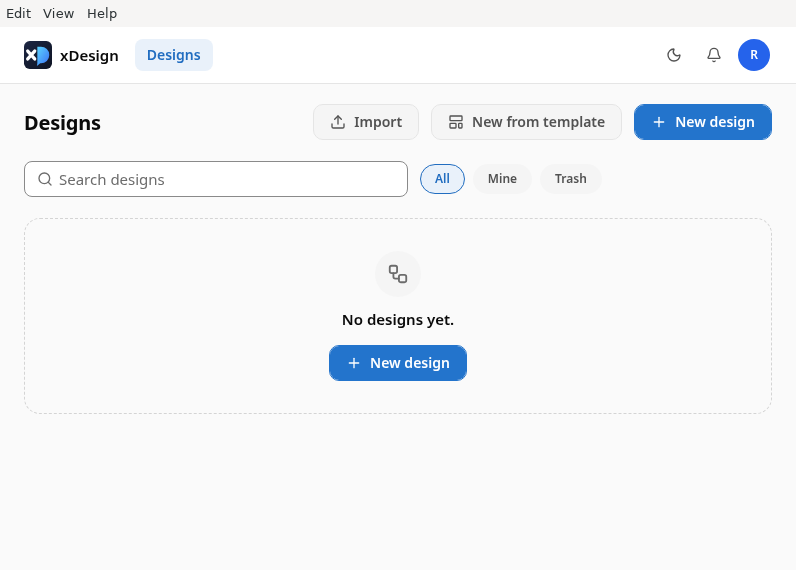 Edit View Help
xDesign Designs R
Designs Import New from template New design
Search designs All Mine Trash
No designs yet.
New design